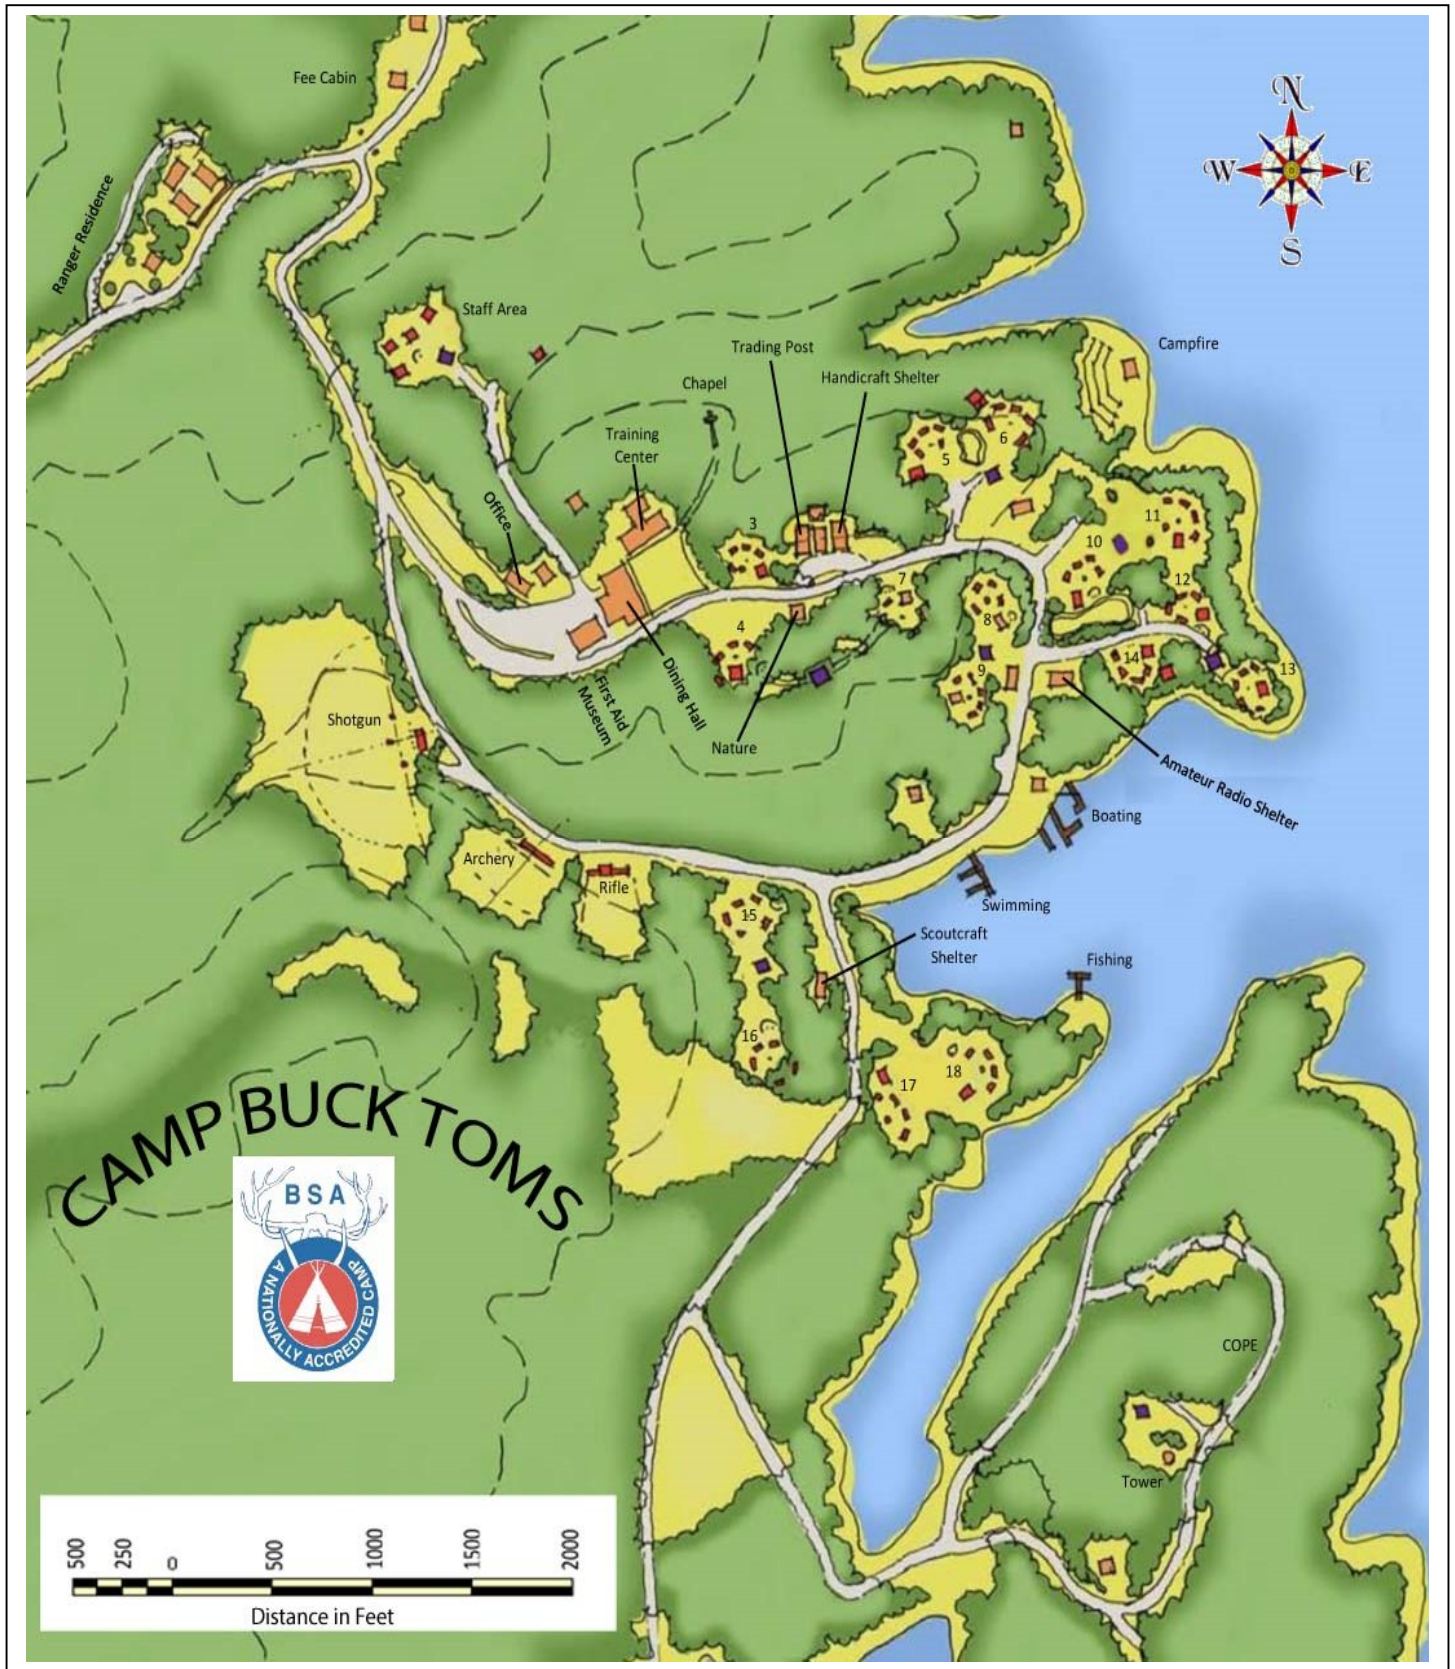 Fee Cabin
N
W
E
S
Ranger Residence
Staff Area
Campfire
Trading Post
Handicraft Shelter
Chapel
Training
Center
Office
3
5
6
7
11
10
12
8
9
4
14
13
First Aid
Museum
Dining Hall
Nature
Shotgun
Amateur Radio Shelter
Boating
Archery
Rifle
Swimming
15
Scoutcraft
Shelter
Fishing
16
17
18
CAMP BUCK TOMS
BSA
A NATIONALLY ACCREDITED CAMP
COPE
Tower
500 250 0 500 1000 1500 2000
Distance in Feet